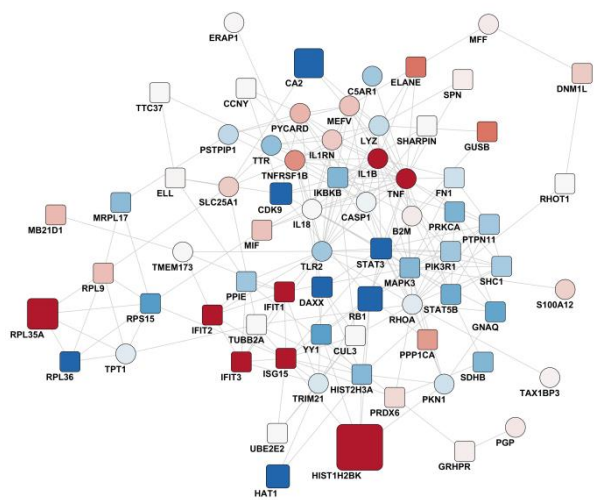 ERAP1
MFF
CA2
C5AR1
ELANE
SPN
DNM1L
TTC37
CCNY
PYCARD
MEFV
LYZ
SHARPIN
GUSB
PSTPIP1
TTR
IL1RN
TNFRSF1B
IL1B
TNF
FN1
RHOT1
ELL
SLC25A1
CDK9
IKBKB
CASP1
B2M
PRKCA
PTPN11
MRPL17
MB21D1
MIF
IL18
TMEM173
TLR2
STAT3
MAPK3
PIK3R1
SHC1
RPL9
PPIE
IFIT1
DAXX
RB1
RHOA
STAT5B
GNAQ
S100A12
RPL35A
RPS15
IFIT2
TUBB2A
YY1
CUL3
PPP1CA
RPL36
TPT1
IFIT3
ISG15
TRIM21
HIST2H3A
PRDX6
PKN1
SDHB
TAX1BP3
UBE2E2
HIST1H2BK
GRHPR
PGP
HAT1